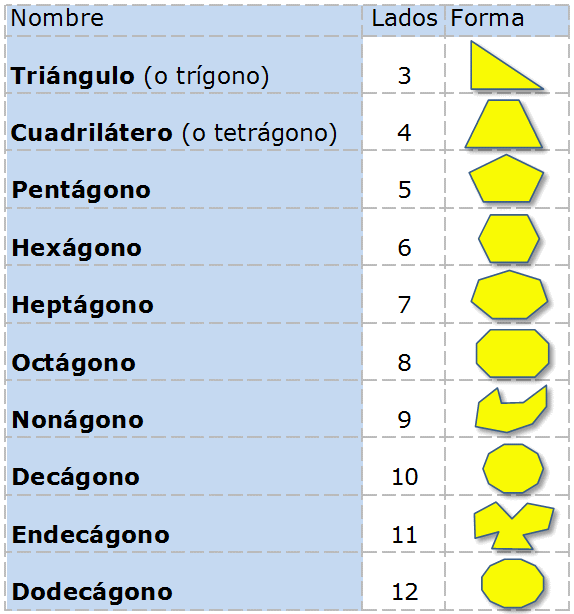 Nombre Lados Forma
Triángulo (o trígono) 3
Cuadrilátero (o tetrágono) 4
Pentágono 5
Hexágono 6
Heptágono 7
Octágono 8
Nonágono 9
Decágono 10
Endecágono 11
Dodecágono 12